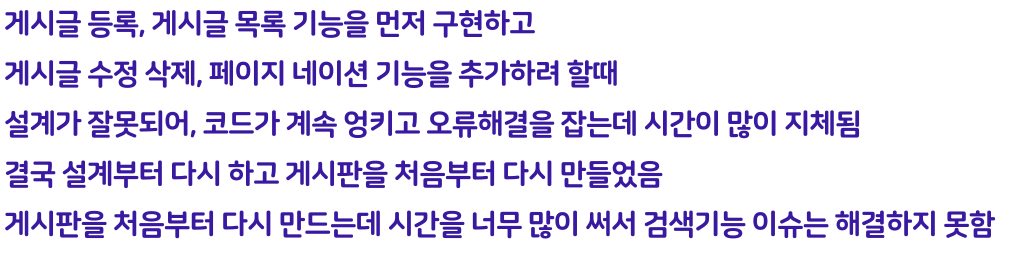 게시글 등록, 게시글 목록 기능을 먼저 구현하고
게시글 수정 삭제, 페이지 네이션 기능을 추가하려 할때
설계가 잘못되어, 코드가 계속 엉키고 오류해결을 잡는데 시간이 많이 지체됨
결국 설계부터 다시 하고 게시판을 처음부터 다시 만들었음
게시판을 처음부터 다시 만드는데 시간을 너무 많이 써서 검색기능 이슈는 해결하지 못함